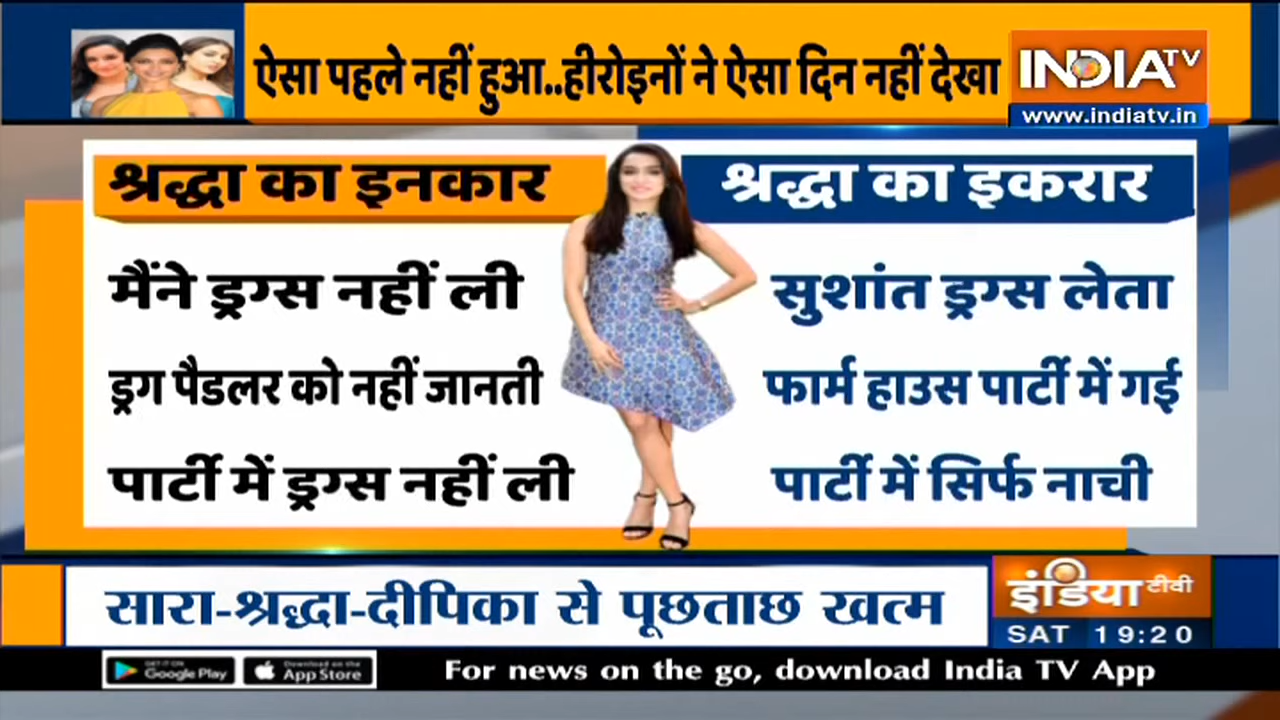 ऐसा पहले नहीं हुआ..हीरोइनों ने ऐसा दिन नहीं देखा
INDIA TV
www.indiatv.in
श्रद्धा का इनकार
मैंने ड्रग्स नहीं ली
ड्रग पैडलर को नहीं जानती
पार्टी में ड्रग्स नहीं ली
श्रद्धा का इकरार
सुशांत ड्रग्स लेता
फार्म हाउस पार्टी में गई
पार्टी में सिर्फ नाची
सारा-श्रद्धा-दीपिका से पूछताछ खत्म
इंडिया टीवी
SAT 19:20
GET IT ON
Google Play
Download on the
App Store
For news on the go, download India TV App